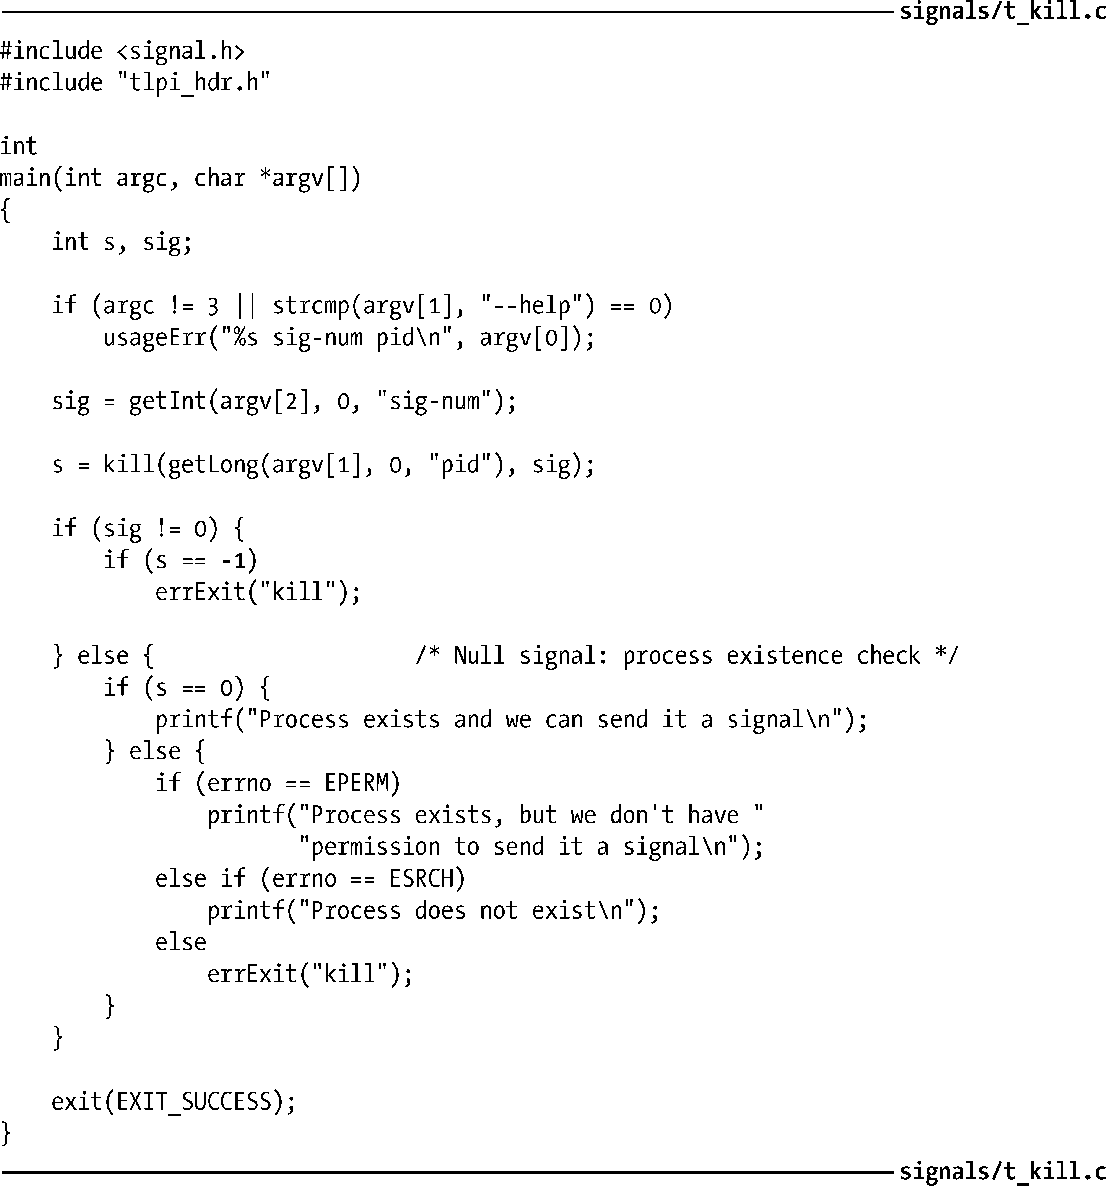 signals/t_kill.c
#include <signal.h>
#include "tlpi_hdr.h"
int
main(int argc, char *argv[])
{
    int s, sig;
    if (argc != 3 || strcmp(argv[1], "--help") == 0)
        usageErr("%s sig-num pid\n", argv[0]);
    sig = getInt(argv[2], 0, "sig-num");
    s = kill(getLong(argv[1], 0, "pid"), sig);
    if (sig != 0) {
        if (s == -1)
            errExit("kill");
    } else {                    /* Null signal: process existence check */
        if (s == 0) {
            printf("Process exists and we can send it a signal\n");
        } else {
            if (errno == EPERM)
                printf("Process exists, but we don't have "
                       "permission to send it a signal\n");
            else if (errno == ESRCH)
                printf("Process does not exist\n");
            else
                errExit("kill");
        }
    }
    exit(EXIT_SUCCESS);
}
signals/t_kill.c